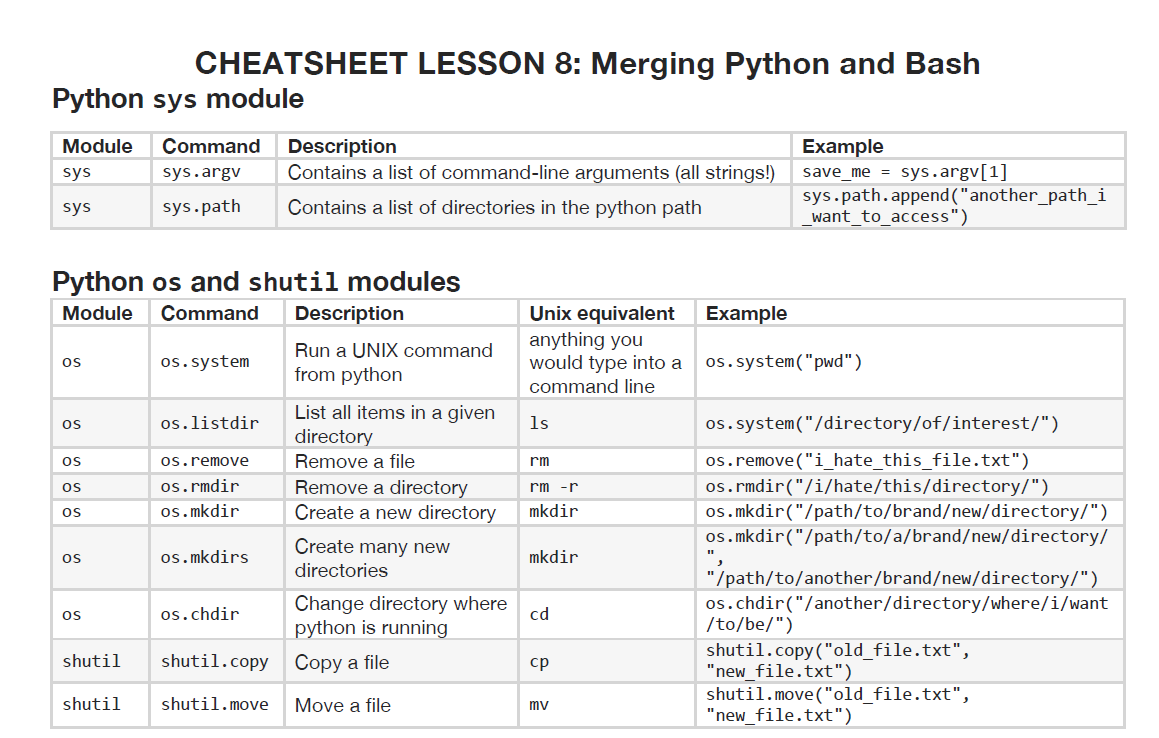 CHEATSHEET LESSON 8: Merging Python and Bash
Python sys module
Module Command Description Example
sys sys.argv Contains a list of command-line arguments (all strings!) save_me = sys.argv[1]
sys sys.path Contains a list of directories in the python path sys.path.append("another_path_i
_want_to_access")
Python os and shutil modules
Module Command Description Unix equivalent Example
os os.system Run a UNIX command
from python
anything you
would type into a
command line
os.system("pwd")
os os.listdir List all items in a given
directory
ls os.system("/directory/of/interest/")
os os.remove Remove a file rm os.remove("i_hate_this_file.txt")
os os.rmdir Remove a directory rm -r os.rmdir("/i/hate/this/directory/")
os os.mkdir Create a new directory mkdir os.mkdir("/path/to/brand/new/directory/")
os os.mkdirs Create many new
directories
mkdir os.mkdir("/path/to/a/brand/new/directory/
",
"/path/to/another/brand/new/directory/")
os os.chdir Change directory where
python is running
cd os.chdir("/another/directory/where/i/want
/to/be/")
shutil shutil.copy Copy a file cp shutil.copy("old_file.txt",
"new_file.txt")
shutil shutil.move Move a file mv shutil.move("old_file.txt",
"new_file.txt")